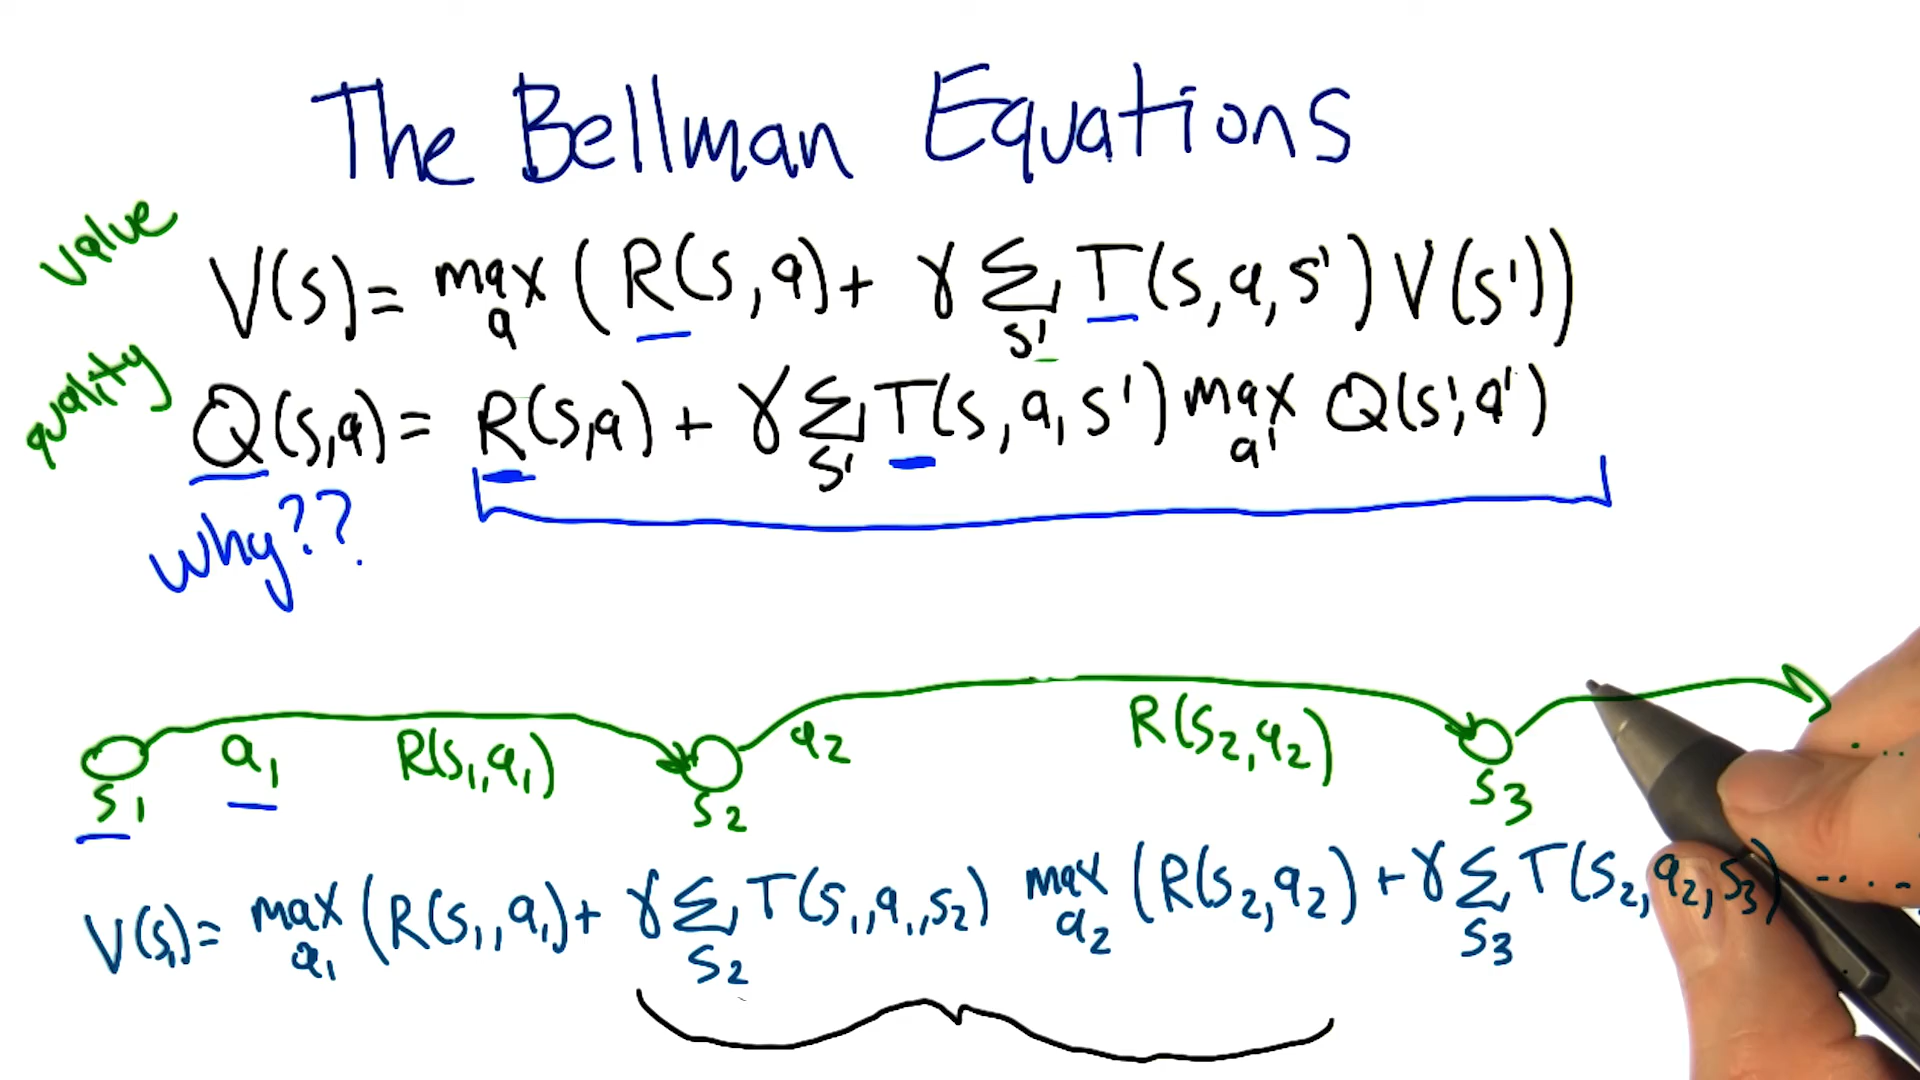 The Bellman Equations
value
V(s) = max_a (R(s,a) + γ Σ_s' T(s,a,s') V(s'))
quality
Q(s,a) = R(s,a) + γ Σ_s' T(s,a,s') max_a' Q(s',a')
why??
a1 R(s1,a1) a2 R(s2,a2) ...
s1 s2 s3
V(s1) = max_a1 (R(s1,a1) + γ Σ_s2 T(s1,a1,s2) max_a2 (R(s2,a2) + γ Σ_s3 T(s2,a2,s3) ....